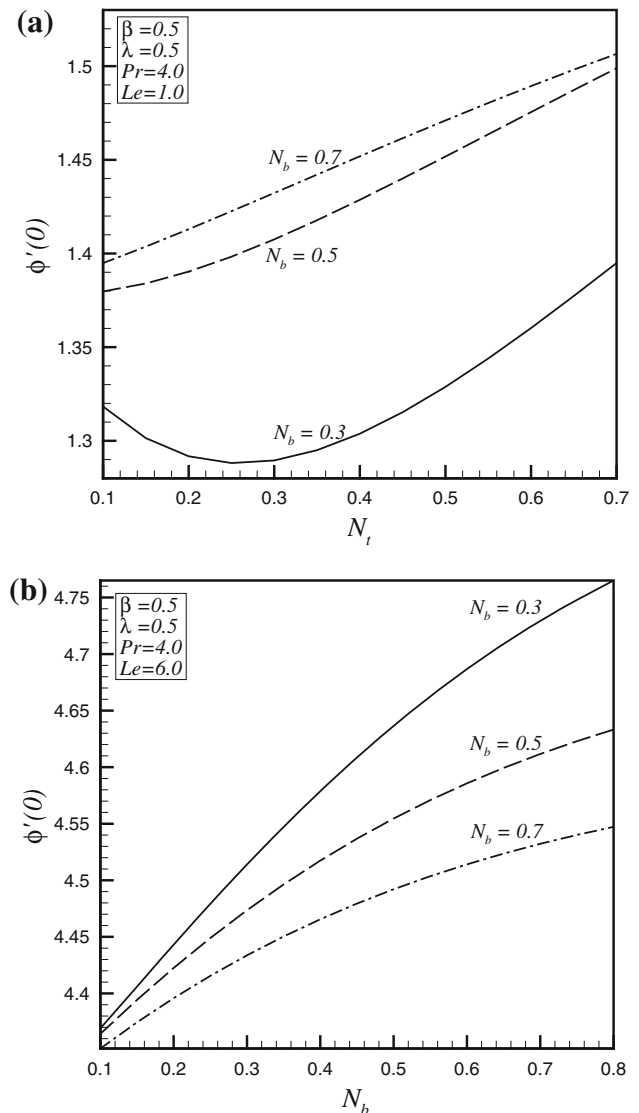 (a)
β=0.5
λ=0.5
Pr=4.0
Le=1.0
1.5
1.45
1.4
1.35
1.3
ϕ'(0)
N_b = 0.7
N_b = 0.5
N_b = 0.3
0.1 0.2 0.3 0.4 0.5 0.6 0.7
N_t
(b)
β=0.5
λ=0.5
Pr=4.0
Le=6.0
4.75
4.7
4.65
4.6
4.55
4.5
4.45
4.4
ϕ'(0)
N_b = 0.3
N_b = 0.5
N_b = 0.7
0.1 0.2 0.3 0.4 0.5 0.6 0.7 0.8
N_b